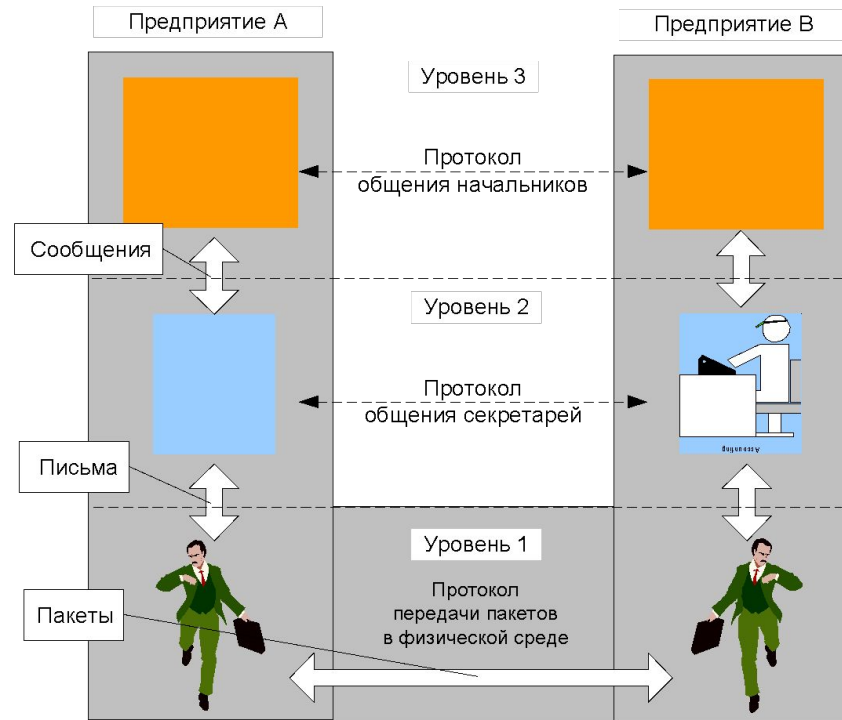 Предприятие А
Предприятие В
Уровень 3
Протокол
общения начальников
Сообщения
Уровень 2
Протокол
общения секретарей
Accounting
Письма
Уровень 1
Протокол
передачи пакетов
в физической среде
Пакеты